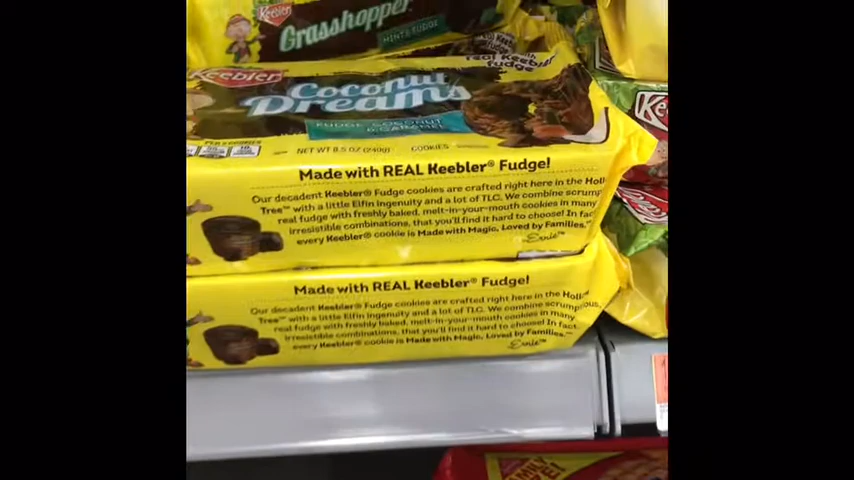 Keebler
Grasshopper
MINT & FUDGE
real Keebler
fudge
KEEBLER
Coconut
Dreams
FUDGE, COCONUT
& CARAMEL
NET WT 8.5 OZ (240g) COOKIES
Made with REAL Keebler® Fudge!
Our decadent Keebler® Fudge cookies are crafted right here in the Holl
Tree™ with a little Elfin ingenuity and a lot of TLC. We combine scrump
real fudge with freshly baked, melt-in-your-mouth cookies in many
irresistible combinations, that you'll find it hard to choose! In fact
every Keebler® cookie is Made with Magic, Loved by Families.™
Ernie™
Made with REAL Keebler® Fudge!
Our decadent Keebler® Fudge cookies are crafted right here in the Hollow
Tree™ with a little Elfin ingenuity and a lot of TLC. We combine scrumptious,
real fudge with freshly baked, melt-in-your-mouth cookies in many
irresistible combinations, that you'll find it hard to choose! In fact,
every Keebler® cookie is Made with Magic, Loved by Families.™
Ernie™